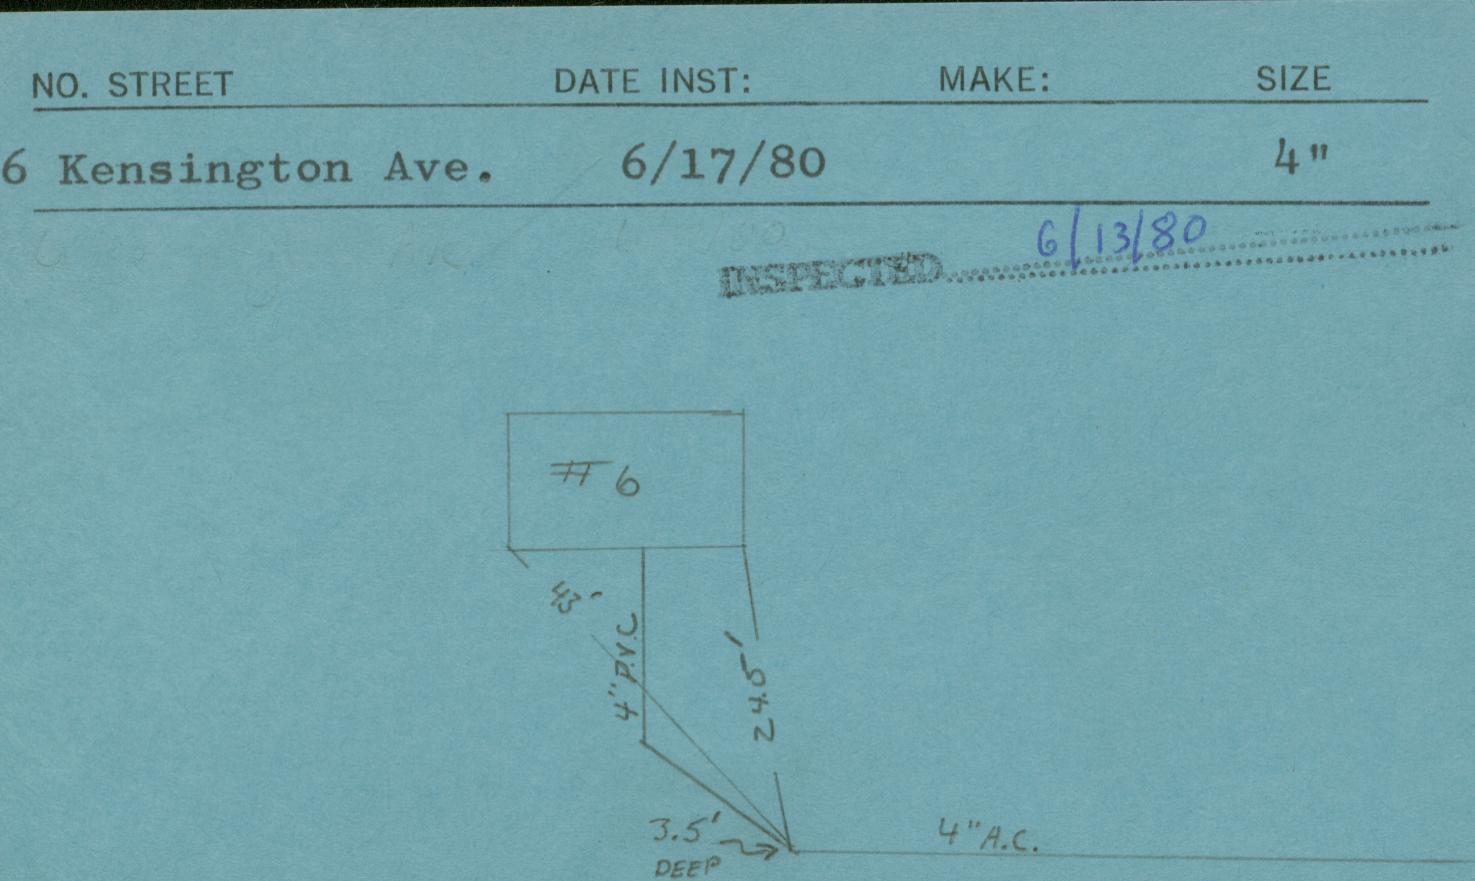 NO. STREET DATE INST: MAKE: SIZE
6 Kensington Ave. 6/17/80 4"
INSPECTED 6/13/80
# 6
43'
4" P.V.C
24.5'
3.5'
DEEP
4" A.C.